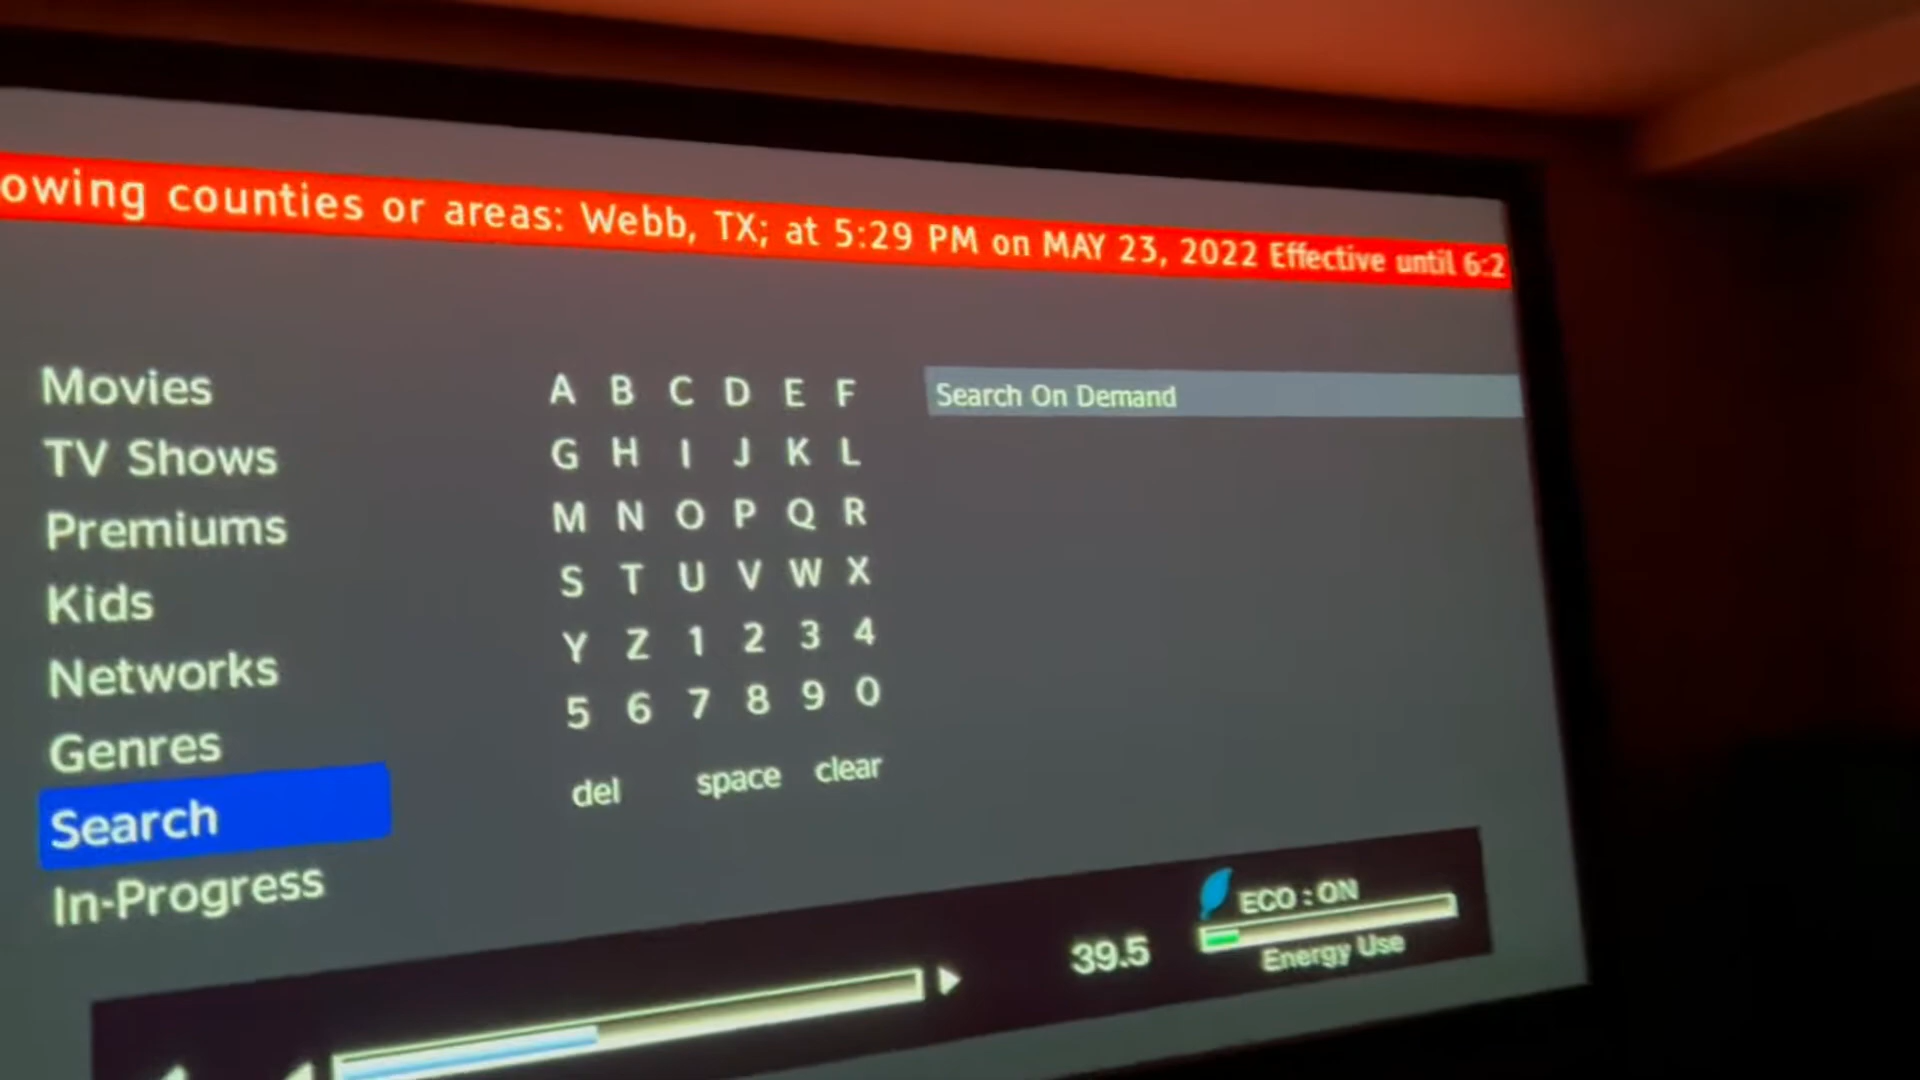 owing counties or areas: Webb, TX; at 5:29 PM on MAY 23, 2022 Effective until 6:2
Movies
TV Shows
Premiums
Kids
Networks
Genres
Search
In-Progress
A B C D E F
G H I J K L
M N O P Q R
S T U V W X
Y Z 1 2 3 4
5 6 7 8 9 0
del space clear
Search On Demand
39.5
ECO : ON
Energy Use